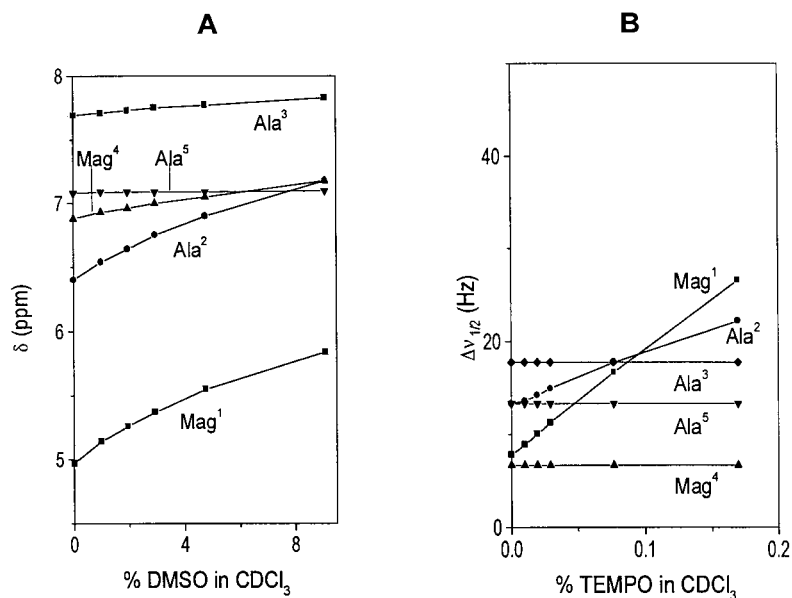 A
8
7
6
5
0
4
8
δ (ppm)
% DMSO in CDCl₃
Ala³
Mag⁴
Ala⁵
Ala²
Mag¹
B
40
20
0
0.0
0.1
0.2
Δν₁/₂ (Hz)
% TEMPO in CDCl₃
Mag¹
Ala²
Ala³
Ala⁵
Mag⁴